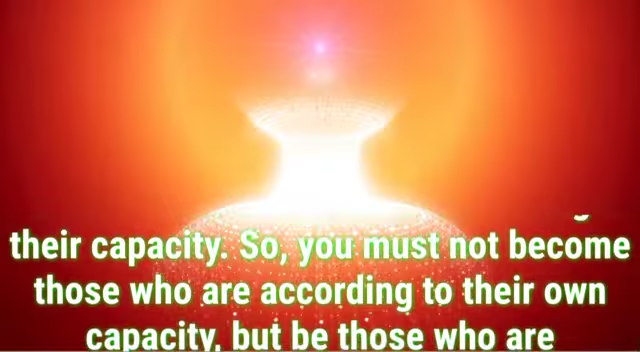 their capacity. So, you must not become
those who are according to their own
capacity, but be those who are